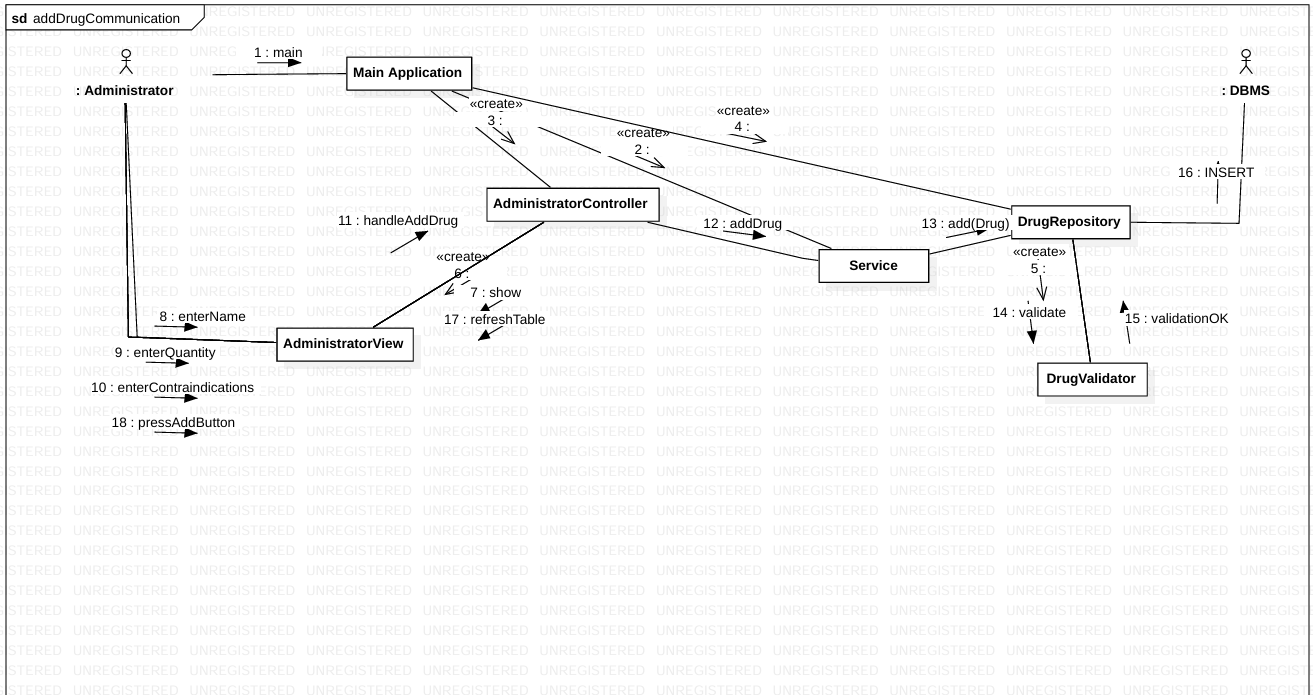 sd addDrugCommunication
1 : main
Main Application
: Administrator
: DBMS
«create»
3 :
«create»
2 :
«create»
4 :
16 : INSERT
AdministratorController
11 : handleAddDrug
12 : addDrug
13 : add(Drug)
DrugRepository
«create»
6 :
Service
«create»
5 :
7 : show
8 : enterName
17 : refreshTable
14 : validate
15 : validationOK
AdministratorView
9 : enterQuantity
DrugValidator
10 : enterContraindications
18 : pressAddButton
UNREGISTERED